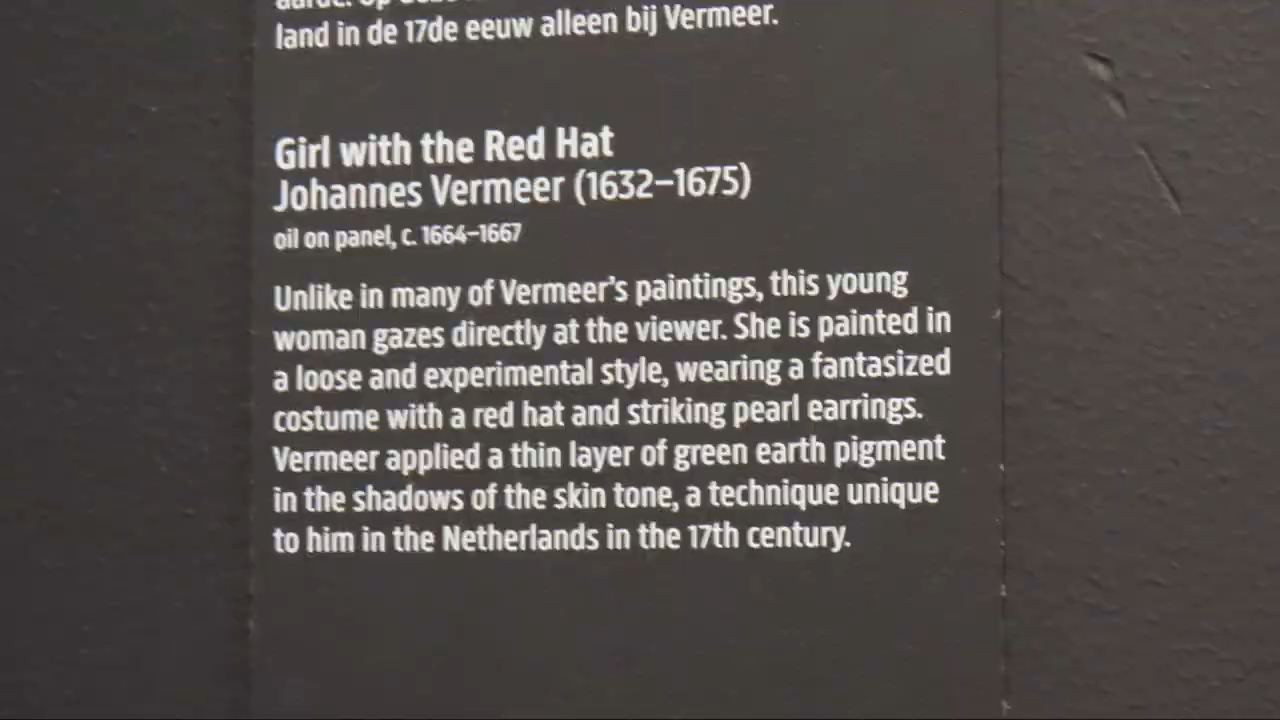 land in de 17de eeuw alleen bij Vermeer.
Girl with the Red Hat
Johannes Vermeer (1632–1675)
oil on panel, c. 1664–1667
Unlike in many of Vermeer’s paintings, this young
woman gazes directly at the viewer. She is painted in
a loose and experimental style, wearing a fantasized
costume with a red hat and striking pearl earrings.
Vermeer applied a thin layer of green earth pigment
in the shadows of the skin tone, a technique unique
to him in the Netherlands in the 17th century.